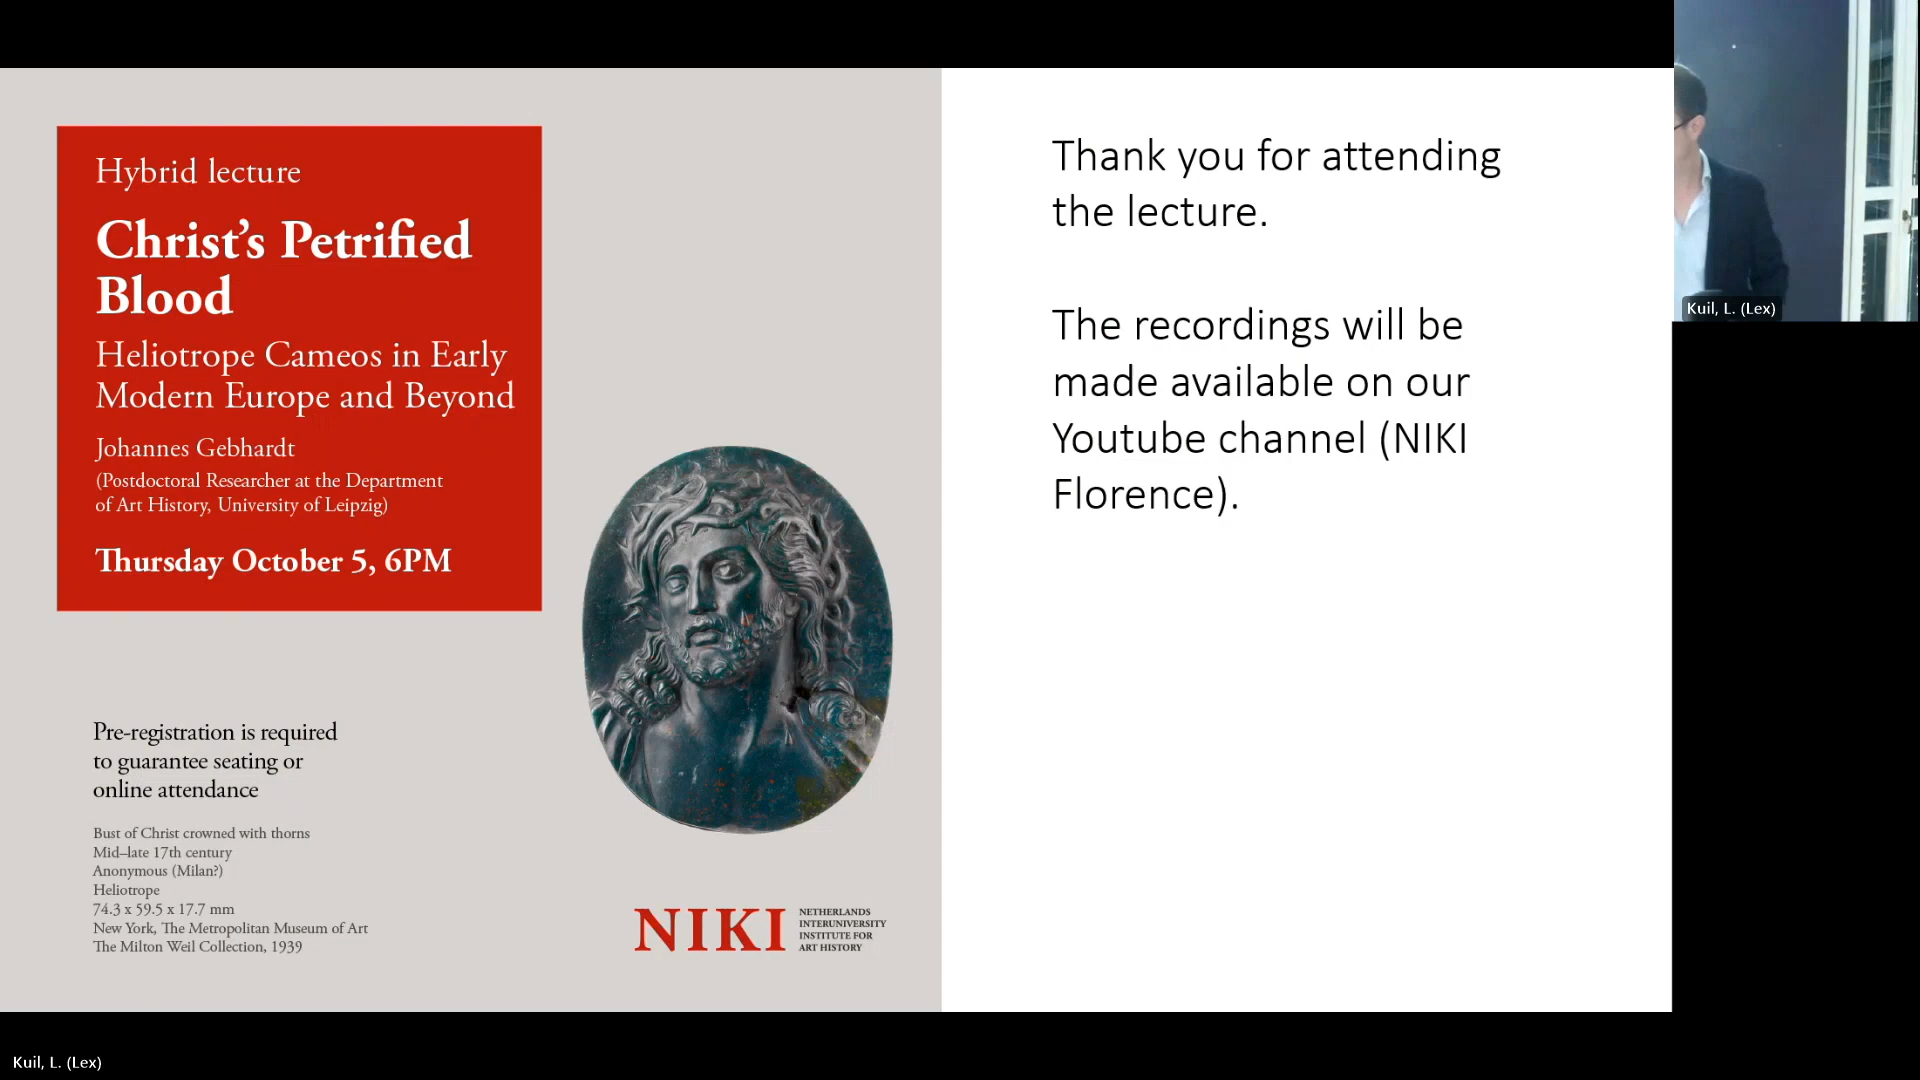 Hybrid lecture
Christ's Petrified
Blood
Heliotrope Cameos in Early
Modern Europe and Beyond
Johannes Gebhardt
(Postdoctoral Researcher at the Department
of Art History, University of Leipzig)
Thursday October 5, 6PM
Pre-registration is required
to guarantee seating or
online attendance
Bust of Christ crowned with thorns
Mid–late 17th century
Anonymous (Milan?)
Heliotrope
74.3 x 59.5 x 17.7 mm
New York, The Metropolitan Museum of Art
The Milton Weil Collection, 1939
NIKI
NETHERLANDS
INTERUNIVERSITY
INSTITUTE FOR
ART HISTORY
Thank you for attending
the lecture.
The recordings will be
made available on our
Youtube channel (NIKI
Florence).
Kuil, L. (Lex)
Kuil, L. (Lex)